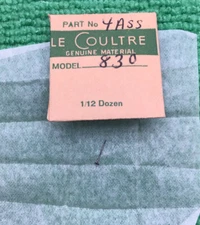 PART No 4ASS
LE COULTRE
GENUINE MATERIAL
MODEL 830
1/12 Dozen